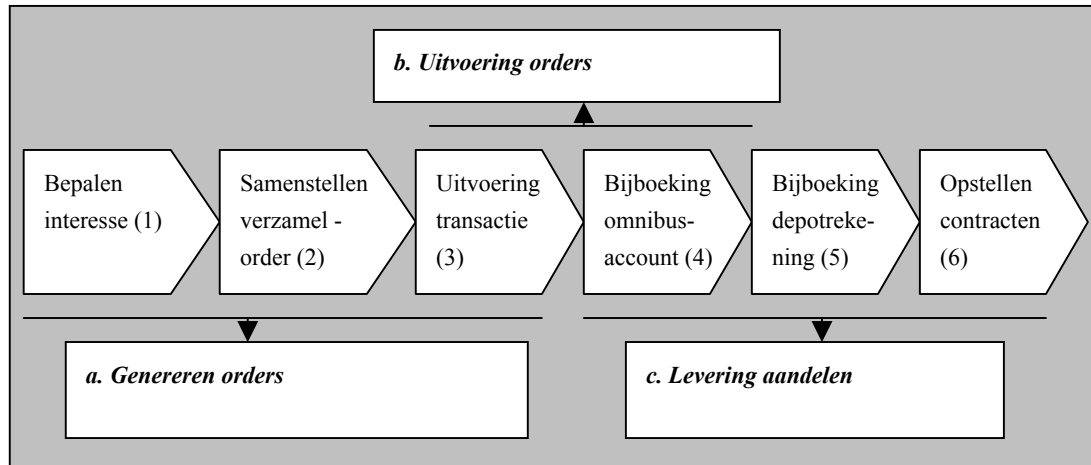 b. Uitvoering orders
Bepalen
interesse (1)
Samenstellen
verzamel -
order (2)
Uitvoering
transactie
(3)
Bijboeking
omnibus-
account (4)
Bijboeking
depotreke-
ning (5)
Opstellen
contracten
(6)
a. Genereren orders
c. Levering aandelen